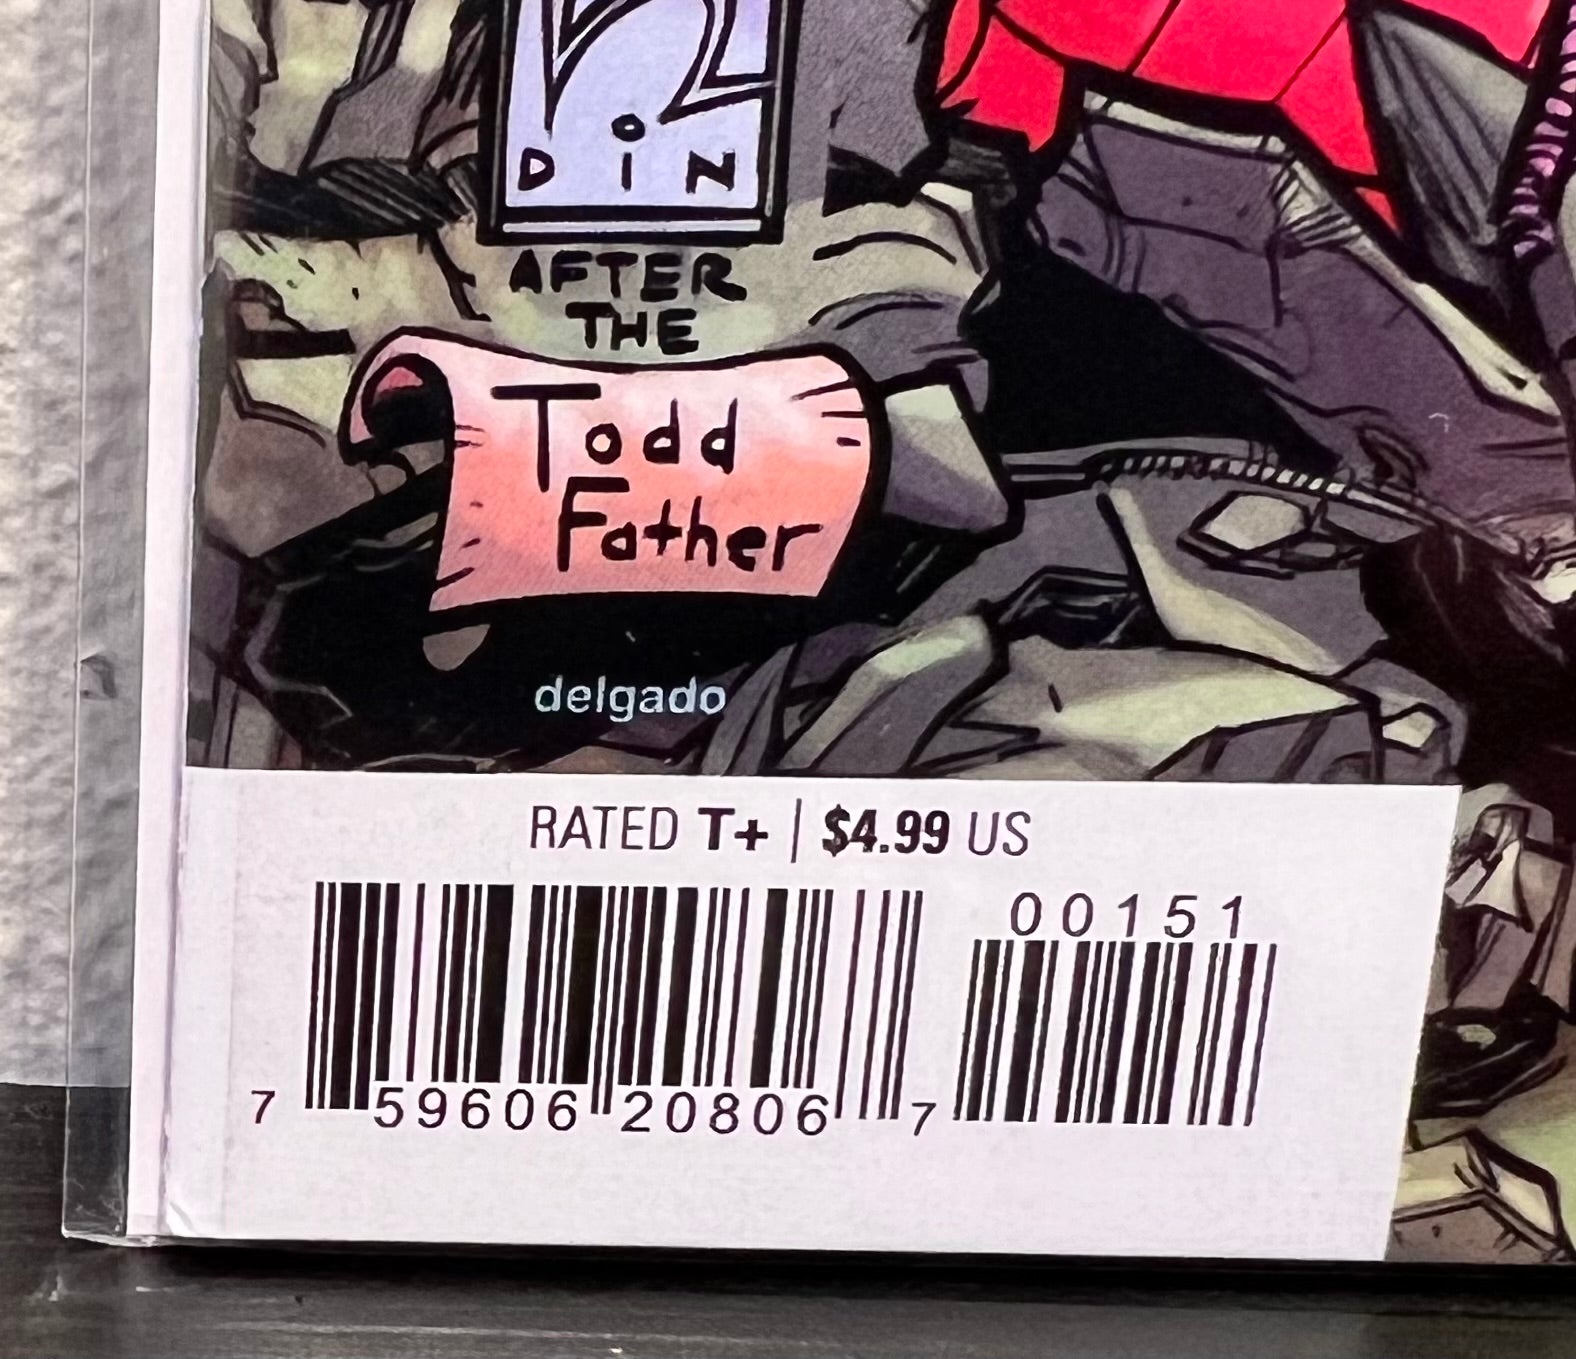 DiN
AFTER
THE
Todd
Father
delgado
RATED T+ | $4.99 US
00151
7 59606 20806 7